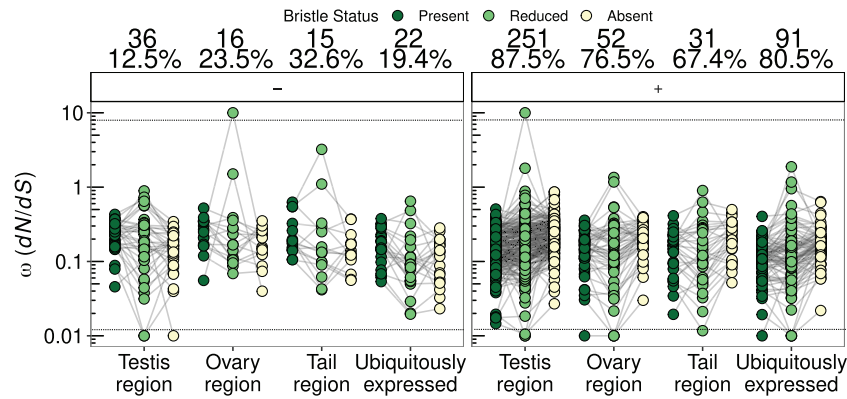 Bristle Status Present Reduced Absent
36 16 15 22 251 52 31 91
12.5% 23.5% 32.6% 19.4% 87.5% 76.5% 67.4% 80.5%
− +
10
1
0.1
0.01
ω (dN/dS)
Testis Ovary Tail Ubiquitously Testis Ovary Tail Ubiquitously
region region region expressed region region region expressed